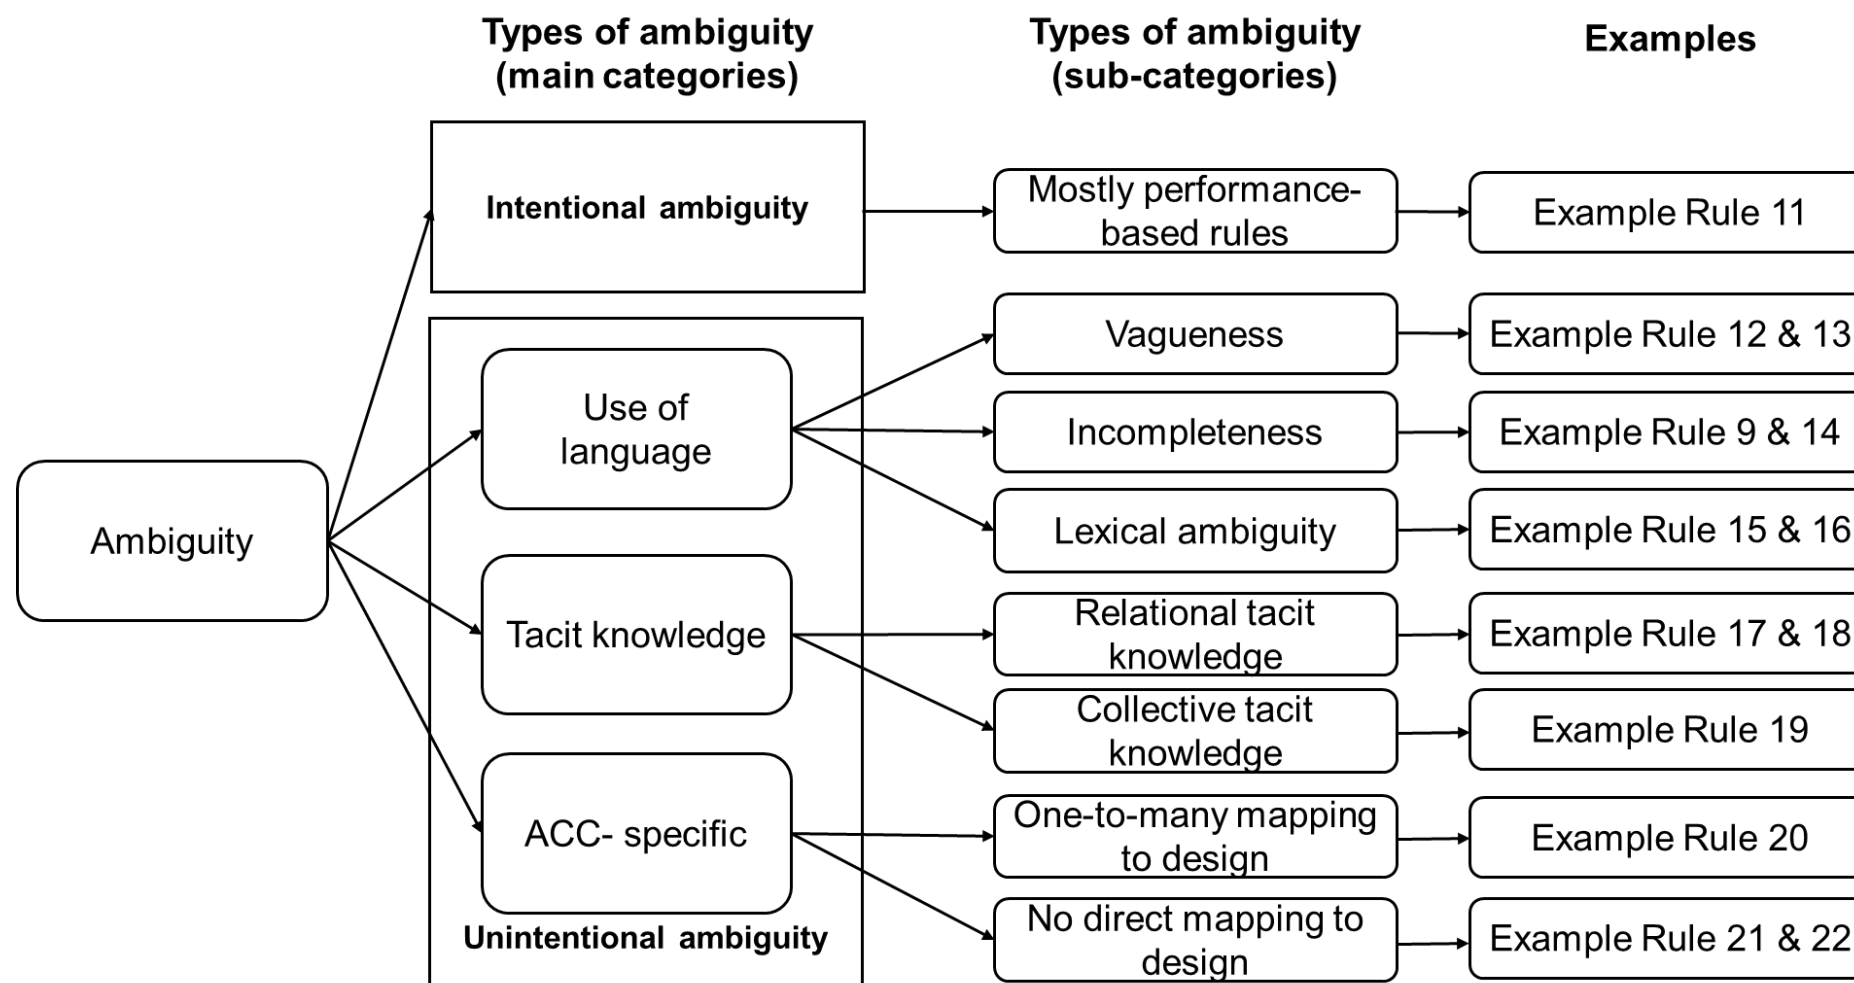 Types of ambiguity
(main categories)
Types of ambiguity
(sub-categories)
Examples
Intentional ambiguity
Mostly performance-
based rules
Example Rule 11
Vagueness
Example Rule 12 & 13
Use of
language
Incompleteness
Example Rule 9 & 14
Lexical ambiguity
Example Rule 15 & 16
Ambiguity
Tacit knowledge
Relational tacit
knowledge
Example Rule 17 & 18
Collective tacit
knowledge
Example Rule 19
ACC- specific
One-to-many mapping
to design
Example Rule 20
Unintentional ambiguity
No direct mapping to
design
Example Rule 21 & 22